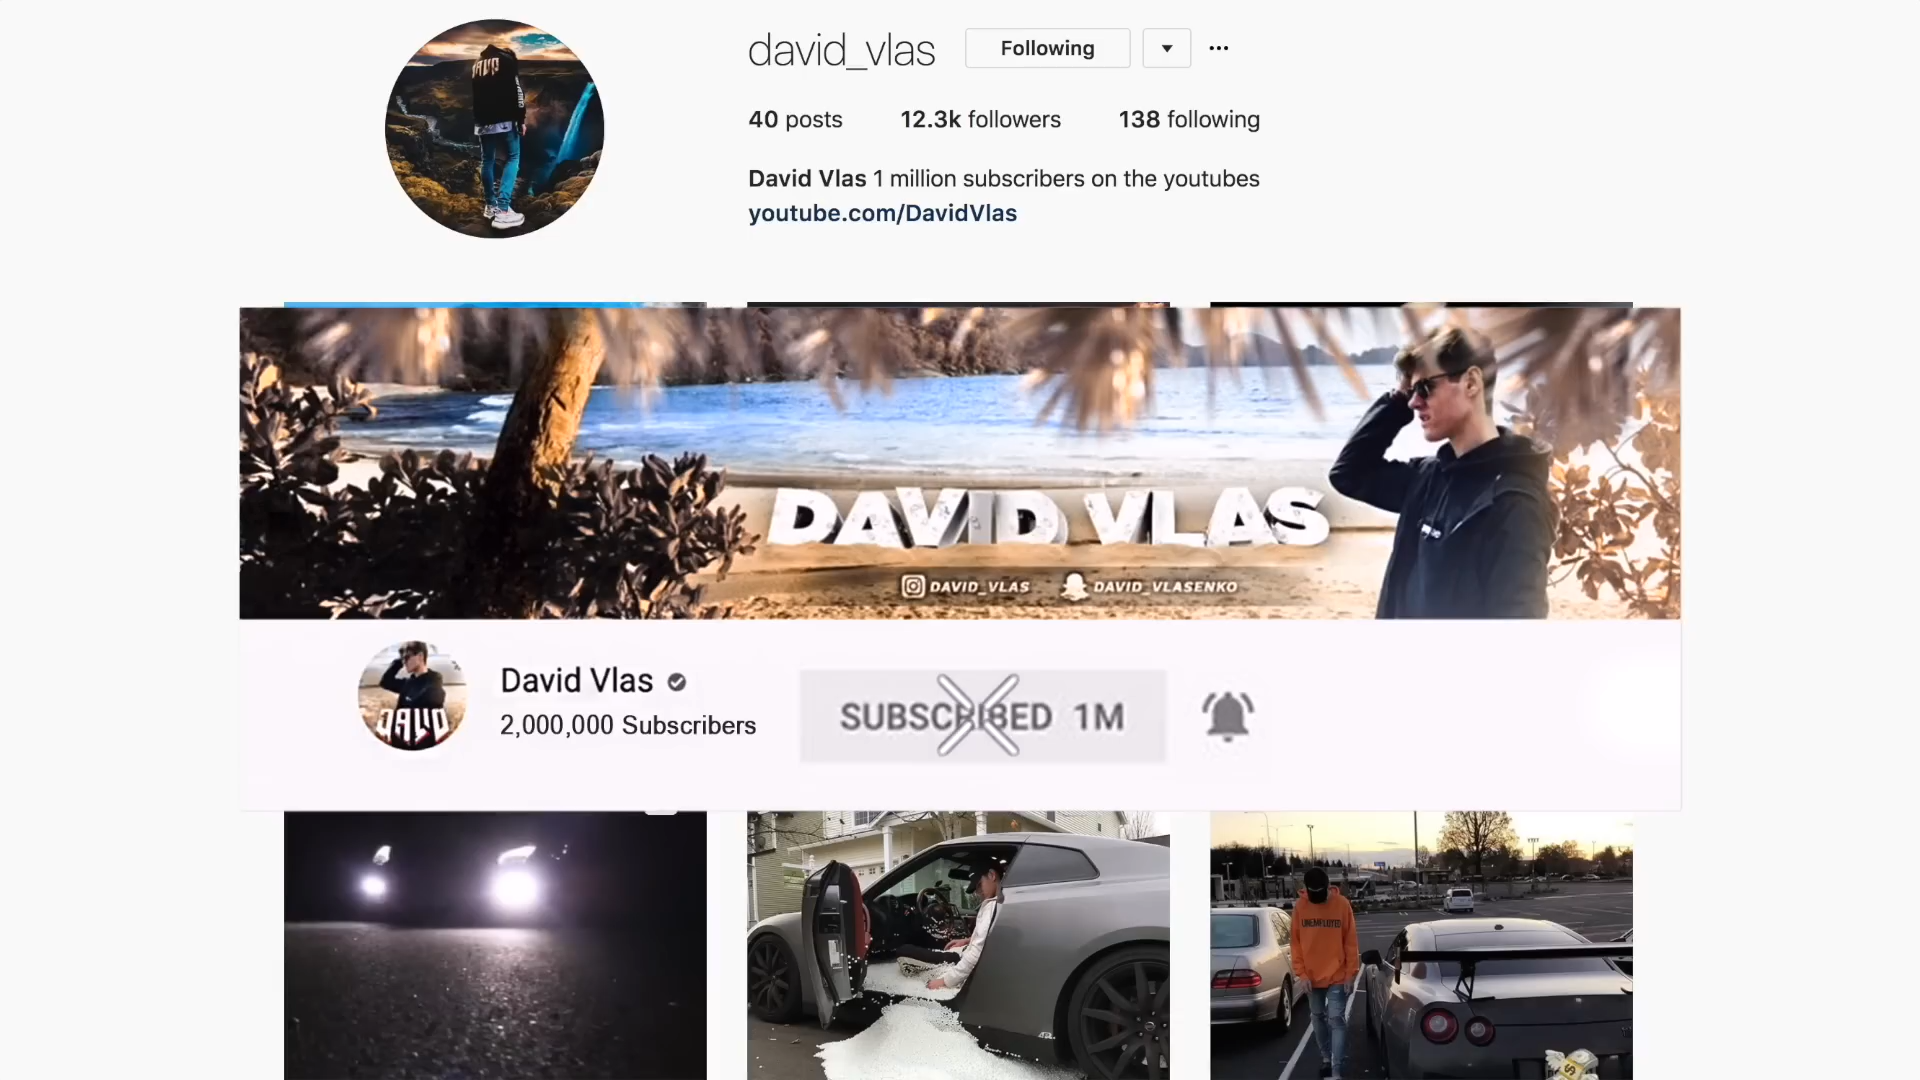 david_vlas Following
40 posts 12.3k followers 138 following
David Vlas 1 million subscribers on the youtubes
youtube.com/DavidVlas
DAVID VLAS
DAVID_VLAS DAVID_VLASENKO
David Vlas
2,000,000 Subscribers
SUBSCRIBED 1M
UNEMPLOYED